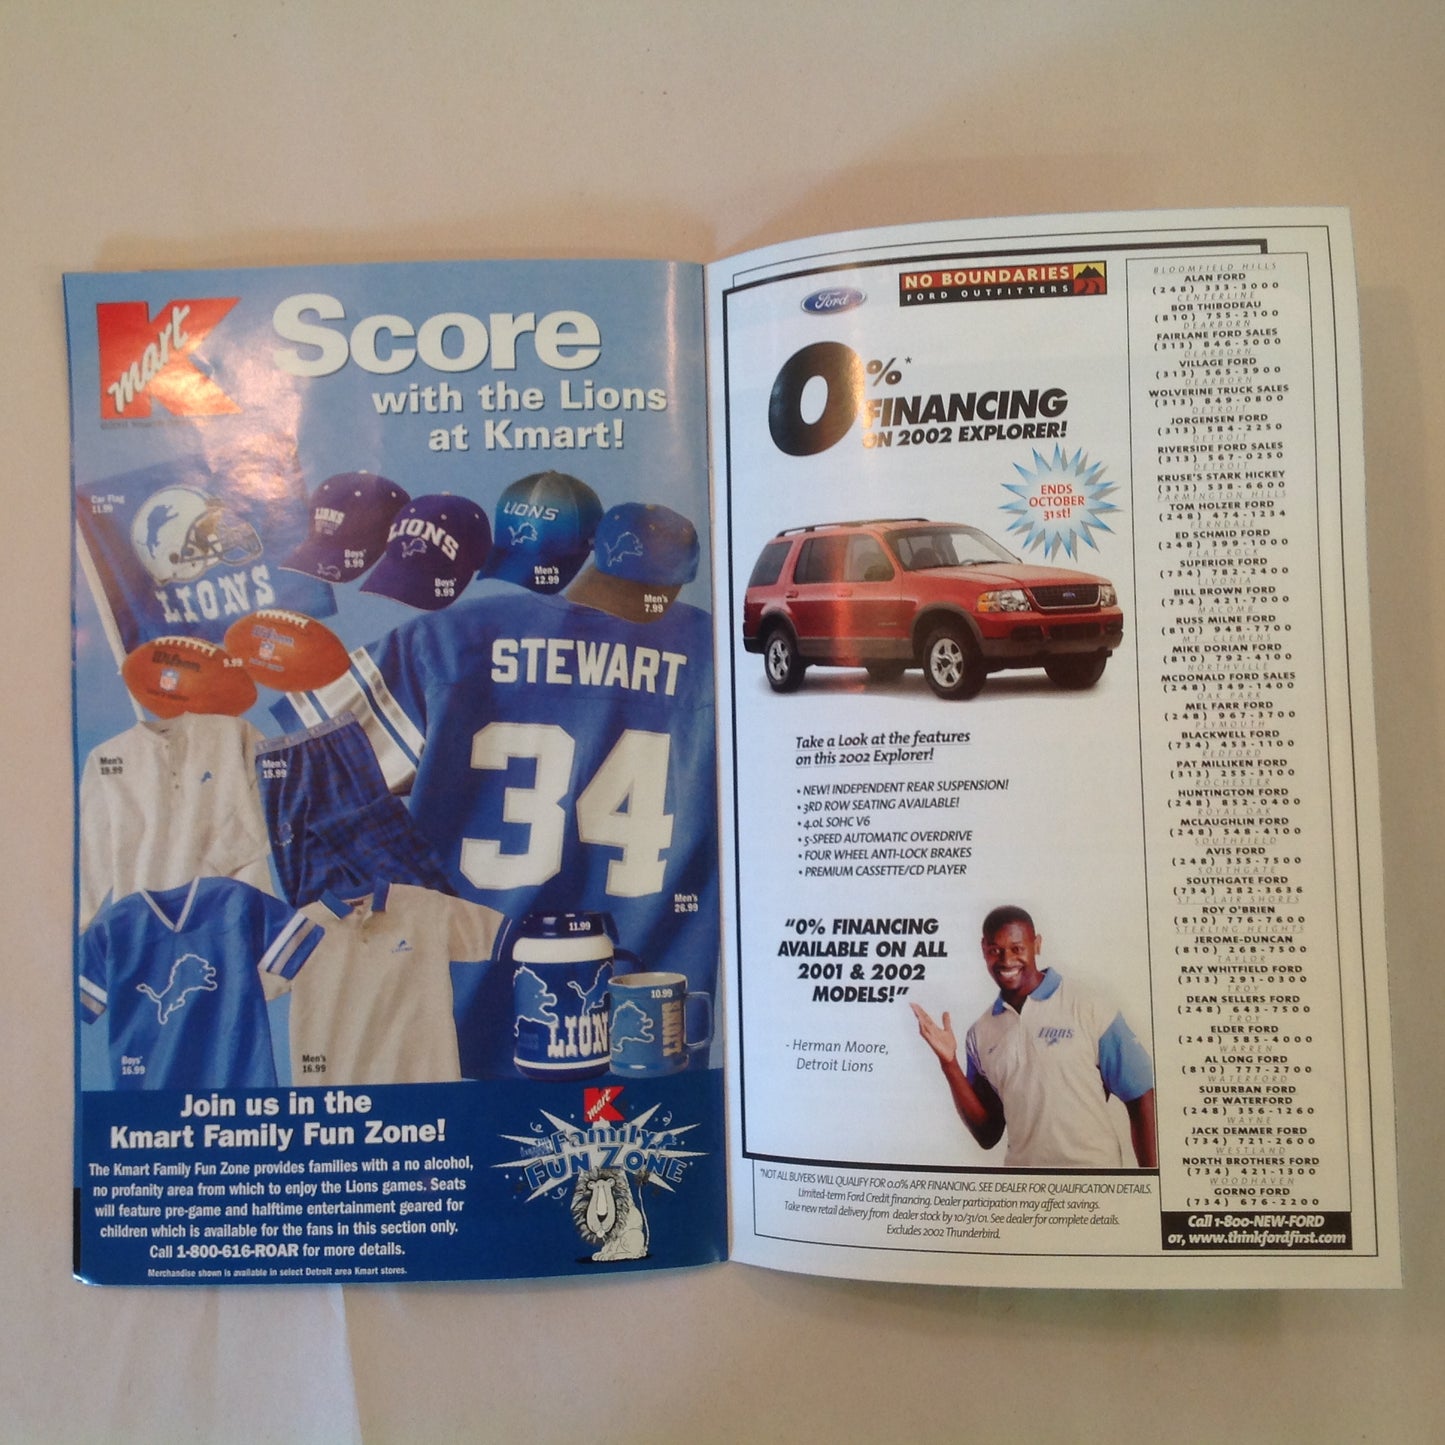 K
mart
Score
with the Lions
at Kmart!
Car Flag
11.99
LIONS
LIONS
Boys'
9.99
LIONS
Boys'
9.99
LIONS
Men's
12.99
Men's
7.99
Wilson
Wilson
9.99
STEWART
34
Men's
26.99
Men's
Men's
15.99
Boys'
16.99
Men's
16.99
11.99
LION
10.99
LIONS
Join us in the
Kmart Family Fun Zone!
The Kmart Family Fun Zone provides families with a no alcohol,
no profanity area from which to enjoy the Lions games. Seats
will feature pre-game and halftime entertainment geared for
children which is available for the fans in this section only.
Call 1-800-616-ROAR for more details.
Merchandise shown is available in select Detroit area Kmart stores.
K
mart
Family
FUN ZONE
Ford
NO BOUNDARIES
FORD OUTFITTERS
0%*
FINANCING
ON 2002 EXPLORER!
ENDS
OCTOBER
31st!
Take a Look at the features
on this 2002 Explorer!
• NEW! INDEPENDENT REAR SUSPENSION!
• 3RD ROW SEATING AVAILABLE!
• 4.0L SOHC V6
• 5-SPEED AUTOMATIC OVERDRIVE
• FOUR WHEEL ANTI-LOCK BRAKES
• PREMIUM CASSETTE/CD PLAYER
"0% FINANCING
AVAILABLE ON ALL
2001 & 2002
MODELS!"
- Herman Moore,
Detroit Lions
LIONS
*NOT ALL BUYERS WILL QUALIFY FOR 0.0% APR FINANCING. SEE DEALER FOR QUALIFICATION DETAILS.
Limited-term Ford Credit financing. Dealer participation may affect savings.
Take new retail delivery from dealer stock by 10/31/01. See dealer for complete details.
Excludes 2002 Thunderbird.
BLOOMFIELD HILLS
ALAN FORD
(248) 333-3000
CENTERLINE
BOB THIBODEAU
(810) 755-2100
DEARBORN
FAIRLANE FORD SALES
(313) 846-5000
DEARBORN
VILLAGE FORD
(313) 565-3900
DEARBORN
WOLVERINE TRUCK SALES
(313) 849-0800
DETROIT
JORGENSEN FORD
(313) 584-2250
DETROIT
RIVERSIDE FORD SALES
(313) 567-0250
DETROIT
KRUSE'S STARK HICKEY
(313) 538-6600
FARMINGTON HILLS
TOM HOLZER FORD
(248) 474-1234
FERNDALE
ED SCHMID FORD
(248) 399-1000
FLAT ROCK
SUPERIOR FORD
(734) 782-2400
LIVONIA
BILL BROWN FORD
(734) 421-7000
MACOMB
RUSS MILNE FORD
(810) 948-7700
MT. CLEMENS
MIKE DORIAN FORD
(810) 792-4100
NORTHVILLE
MCDONALD FORD SALES
(248) 349-1400
OAK PARK
MEL FARR FORD
(248) 967-3700
PLYMOUTH
BLACKWELL FORD
(734) 453-1100
REDFORD
PAT MILLIKEN FORD
(313) 255-3100
ROCHESTER
HUNTINGTON FORD
(248) 852-0400
ROYAL OAK
MCLAUGHLIN FORD
(248) 548-4100
SOUTHFIELD
AVIS FORD
(248) 355-7500
SOUTHGATE
SOUTHGATE FORD
(734) 282-3636
ST. CLAIR SHORES
ROY O'BRIEN
(810) 776-7600
STERLING HEIGHTS
JEROME-DUNCAN
(810) 268-7500
TAYLOR
RAY WHITFIELD FORD
(313) 291-0300
TROY
DEAN SELLERS FORD
(248) 643-7500
TROY
ELDER FORD
(248) 585-4000
WARREN
AL LONG FORD
(810) 777-2700
WATERFORD
SUBURBAN FORD
OF WATERFORD
(248) 356-1260
WAYNE
JACK DEMMER FORD
(734) 721-2600
WESTLAND
NORTH BROTHERS FORD
(734) 421-1300
WOODHAVEN
GORNO FORD
(734) 676-2200
Call 1-800-NEW-FORD
or, www.thinkfordfirst.com